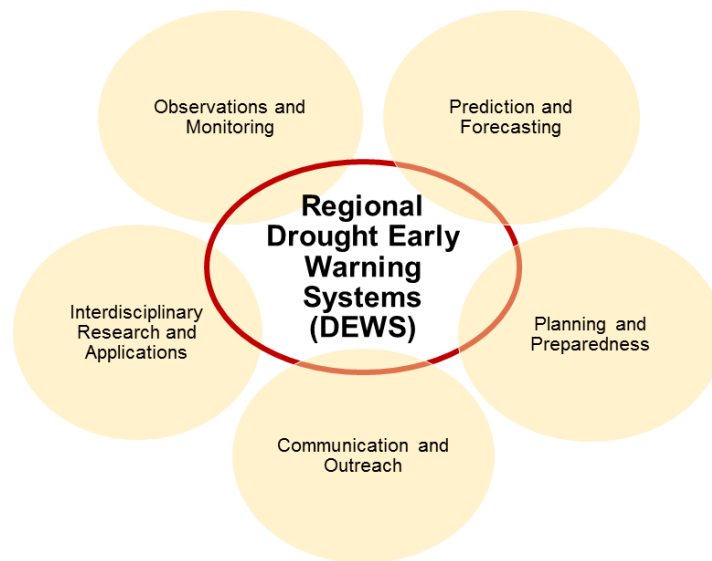 Observations and
Monitoring
Prediction and
Forecasting
Regional
Drought Early
Warning
Systems
(DEWS)
Interdisciplinary
Research and
Applications
Planning and
Preparedness
Communication and
Outreach